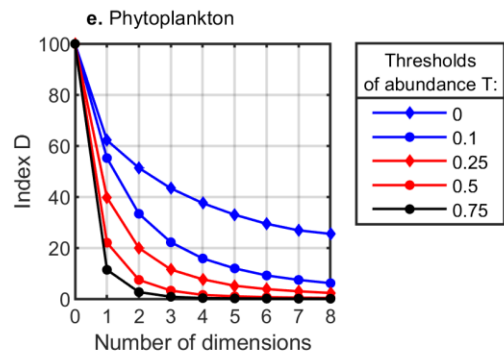 e. Phytoplankton
100
80
60
40
20
0
Index D
0 1 2 3 4 5 6 7 8
Number of dimensions
Thresholds
of abundance T:
0
0.1
0.25
0.5
0.75